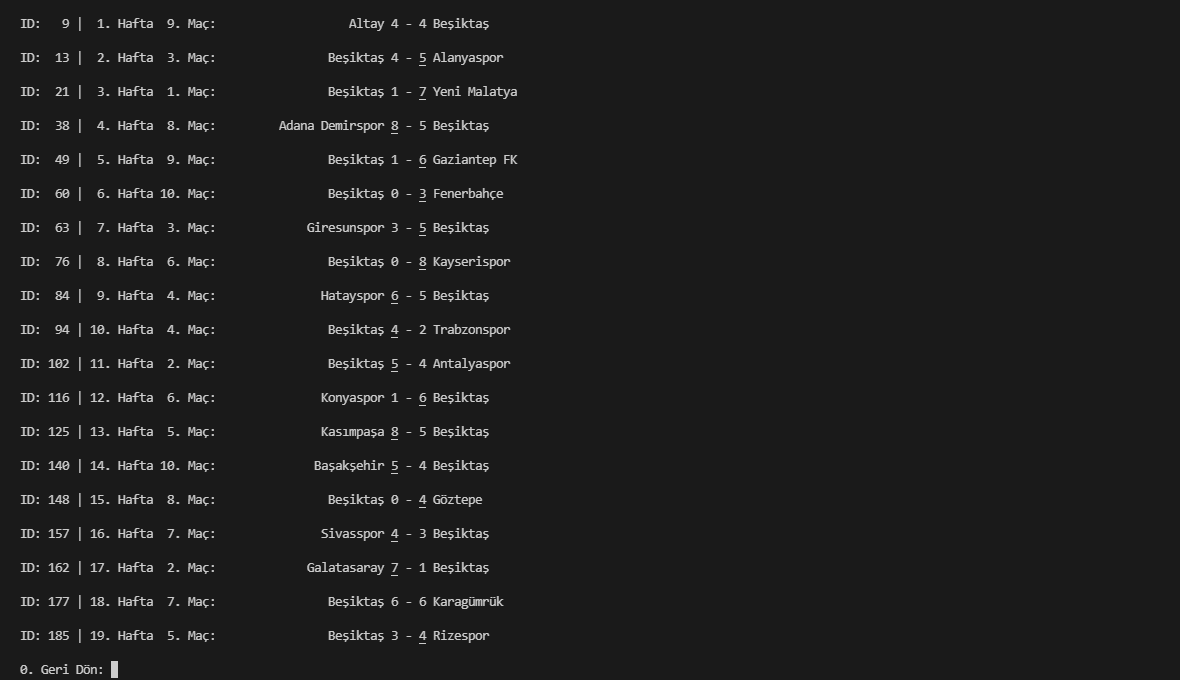 ID:   9 |  1. Hafta  9. Maç:                   Altay 4 - 4 Beşiktaş
ID:  13 |  2. Hafta  3. Maç:                Beşiktaş 4 - 5 Alanyaspor
ID:  21 |  3. Hafta  1. Maç:                Beşiktaş 1 - 7 Yeni Malatya
ID:  38 |  4. Hafta  8. Maç:         Adana Demirspor 8 - 5 Beşiktaş
ID:  49 |  5. Hafta  9. Maç:                Beşiktaş 1 - 6 Gaziantep FK
ID:  60 |  6. Hafta 10. Maç:                Beşiktaş 0 - 3 Fenerbahçe
ID:  63 |  7. Hafta  3. Maç:             Giresunspor 3 - 5 Beşiktaş
ID:  76 |  8. Hafta  6. Maç:                Beşiktaş 0 - 8 Kayserispor
ID:  84 |  9. Hafta  4. Maç:               Hatayspor 6 - 5 Beşiktaş
ID:  94 | 10. Hafta  4. Maç:                Beşiktaş 4 - 2 Trabzonspor
ID: 102 | 11. Hafta  2. Maç:                Beşiktaş 5 - 4 Antalyaspor
ID: 116 | 12. Hafta  6. Maç:               Konyaspor 1 - 6 Beşiktaş
ID: 125 | 13. Hafta  5. Maç:               Kasımpaşa 8 - 5 Beşiktaş
ID: 140 | 14. Hafta 10. Maç:              Başakşehir 5 - 4 Beşiktaş
ID: 148 | 15. Hafta  8. Maç:                Beşiktaş 0 - 4 Göztepe
ID: 157 | 16. Hafta  7. Maç:               Sivasspor 4 - 3 Beşiktaş
ID: 162 | 17. Hafta  2. Maç:             Galatasaray 7 - 1 Beşiktaş
ID: 177 | 18. Hafta  7. Maç:                Beşiktaş 6 - 6 Karagümrük
ID: 185 | 19. Hafta  5. Maç:                Beşiktaş 3 - 4 Rizespor
0. Geri Dön: